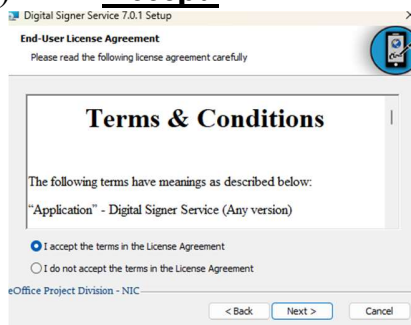 Digital Signer Service 7.0.1 Setup
End-User License Agreement
Please read the following license agreement carefully
Terms & Conditions
The following terms have meanings as described below:
“Application” - Digital Signer Service (Any version)
I accept the terms in the License Agreement
I do not accept the terms in the License Agreement
eOffice Project Division - NIC
< Back Next > Cancel